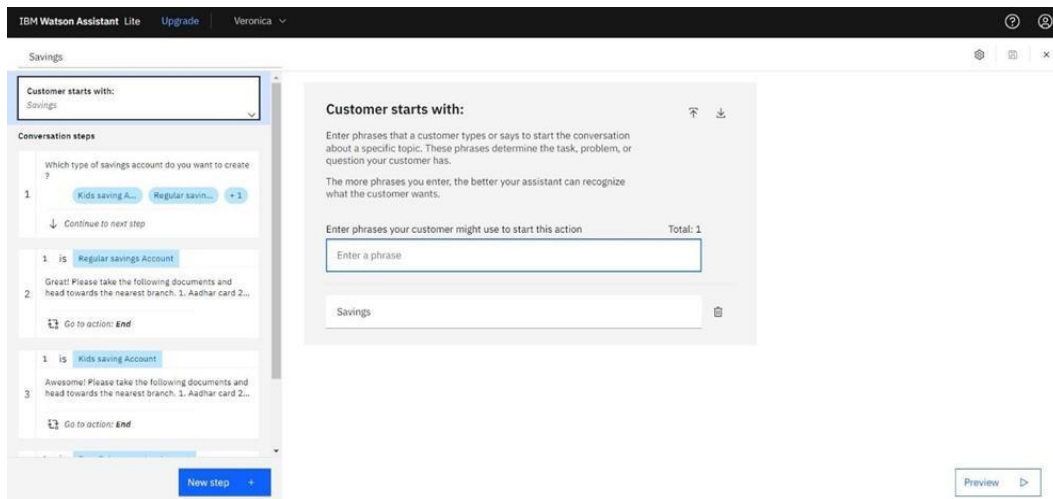 IBM Watson Assistant Lite Upgrade Veronica
Savings
Customer starts with:
Savings
Conversation steps
Which type of savings account do you want to create
?
1
Kids saving A... Regular savin... + 1
Continue to next step
1 is Regular savings Account
2
Great! Please take the following documents and
head towards the nearest branch. 1. Aadhar card 2...
Go to action: End
1 is Kids saving Account
3
Awesome! Please take the following documents and
head towards the nearest branch. 1. Aadhar card 2...
Go to action: End
New step +
Customer starts with:
Enter phrases that a customer types or says to start the conversation
about a specific topic. These phrases determine the task, problem, or
question your customer has.
The more phrases you enter, the better your assistant can recognize
what the customer wants.
Enter phrases your customer might use to start this action Total: 1
Enter a phrase
Savings
Preview